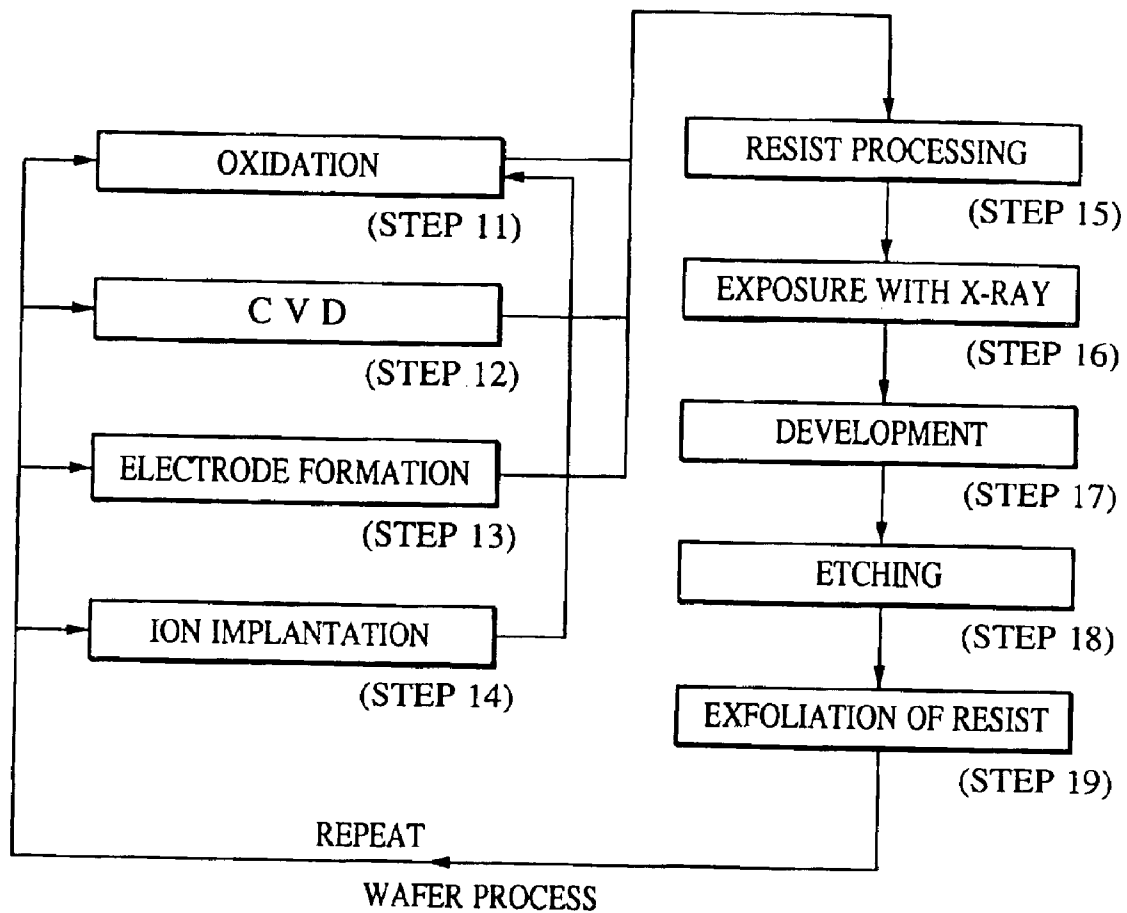 OXIDATION
(STEP 11)
C V D
(STEP 12)
ELECTRODE FORMATION
(STEP 13)
ION IMPLANTATION
(STEP 14)
RESIST PROCESSING
(STEP 15)
EXPOSURE WITH X-RAY
(STEP 16)
DEVELOPMENT
(STEP 17)
ETCHING
(STEP 18)
EXFOLIATION OF RESIST
(STEP 19)
REPEAT
WAFER PROCESS